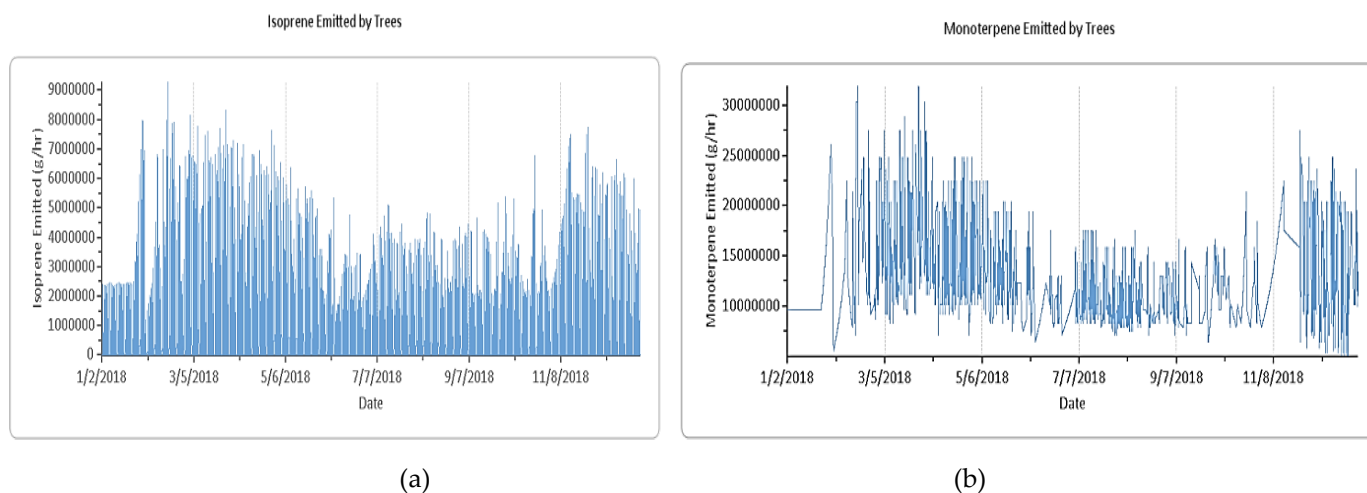 Isoprene Emitted by Trees
9000000
8000000
7000000
6000000
5000000
4000000
3000000
2000000
1000000
0
Isoprene Emitted (g/hr)
1/2/2018 3/5/2018 5/6/2018 7/7/2018 9/7/2018 11/8/2018
Date
(a)
Monoterpene Emitted by Trees
30000000
25000000
20000000
15000000
10000000
Monoterpene Emitted (g/hr)
1/2/2018 3/5/2018 5/6/2018 7/7/2018 9/7/2018 11/8/2018
Date
(b)